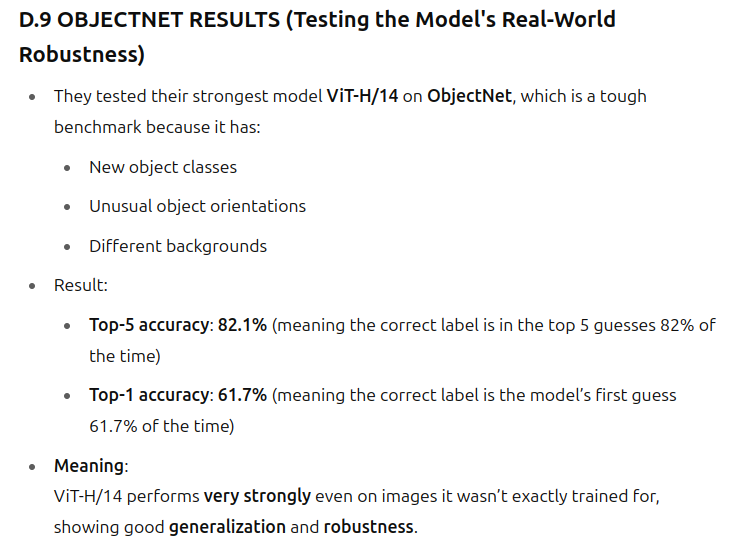 D.9 OBJECTNET RESULTS (Testing the Model's Real-World
Robustness)
• They tested their strongest model ViT-H/14 on ObjectNet, which is a tough
benchmark because it has:
• New object classes
• Unusual object orientations
• Different backgrounds
• Result:
• Top-5 accuracy: 82.1% (meaning the correct label is in the top 5 guesses 82% of
the time)
• Top-1 accuracy: 61.7% (meaning the correct label is the model’s first guess
61.7% of the time)
• Meaning:
ViT-H/14 performs very strongly even on images it wasn’t exactly trained for,
showing good generalization and robustness.